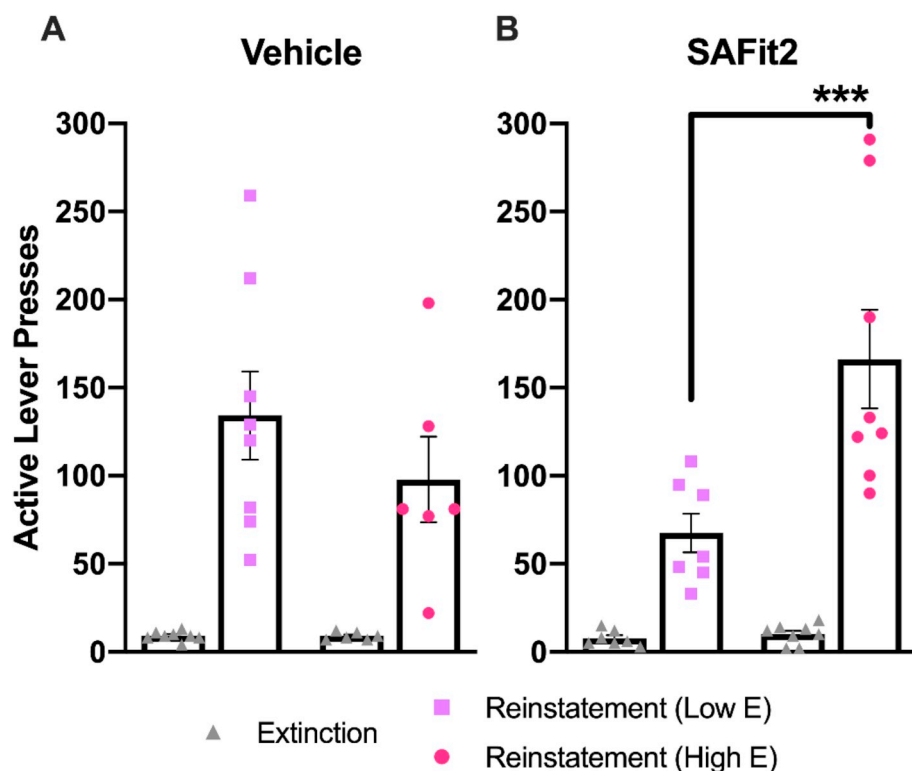 A
Vehicle
B
SAFit2
***
Active Lever Presses
300
250
200
150
100
50
0
300
250
200
150
100
50
0
Extinction
Reinstatement (Low E)
Reinstatement (High E)